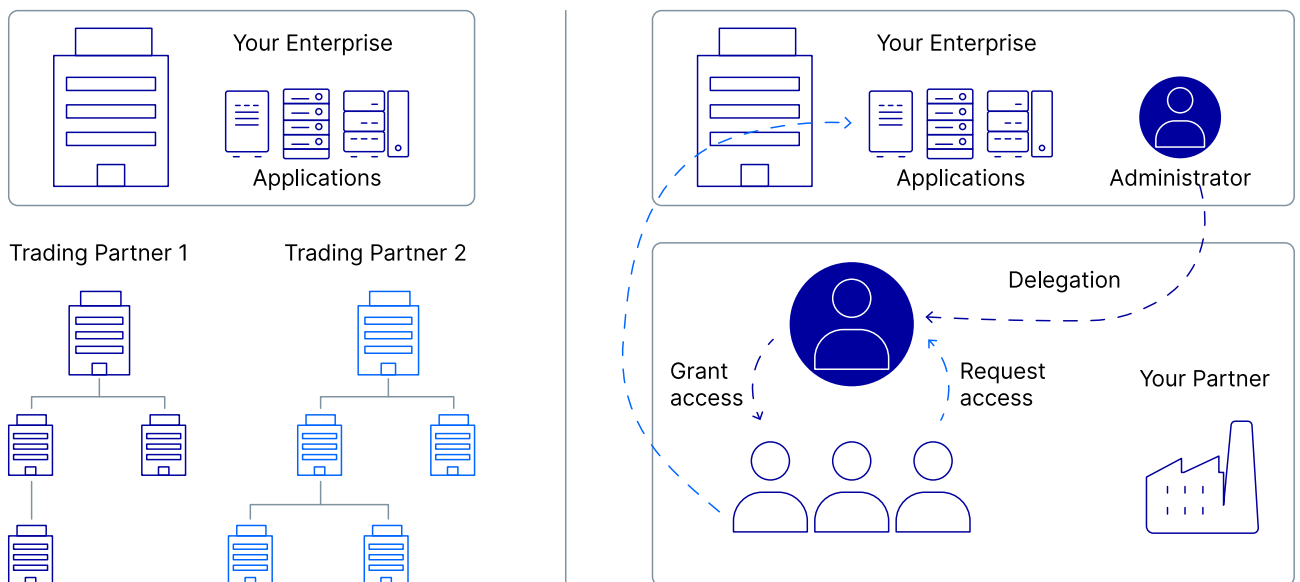 Your Enterprise
Applications
Trading Partner 1
Trading Partner 2
Your Enterprise
Applications
Administrator
Delegation
Grant
access
Request
access
Your Partner